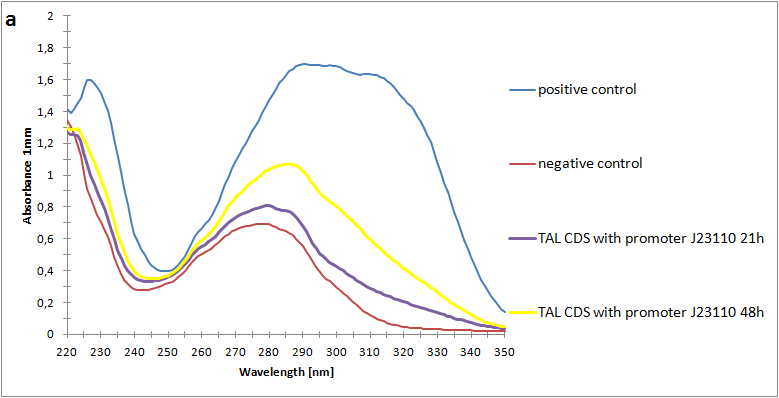 a
2
1,8
1,6
1,4
1,2
1
0,8
0,6
0,4
0,2
0
Absorbance 1mm
220 230 240 250 260 270 280 290 300 310 320 330 340 350
Wavelength [nm]
positive control
negative control
TAL CDS with promoter J23110 21h
TAL CDS with promoter J23110 48h